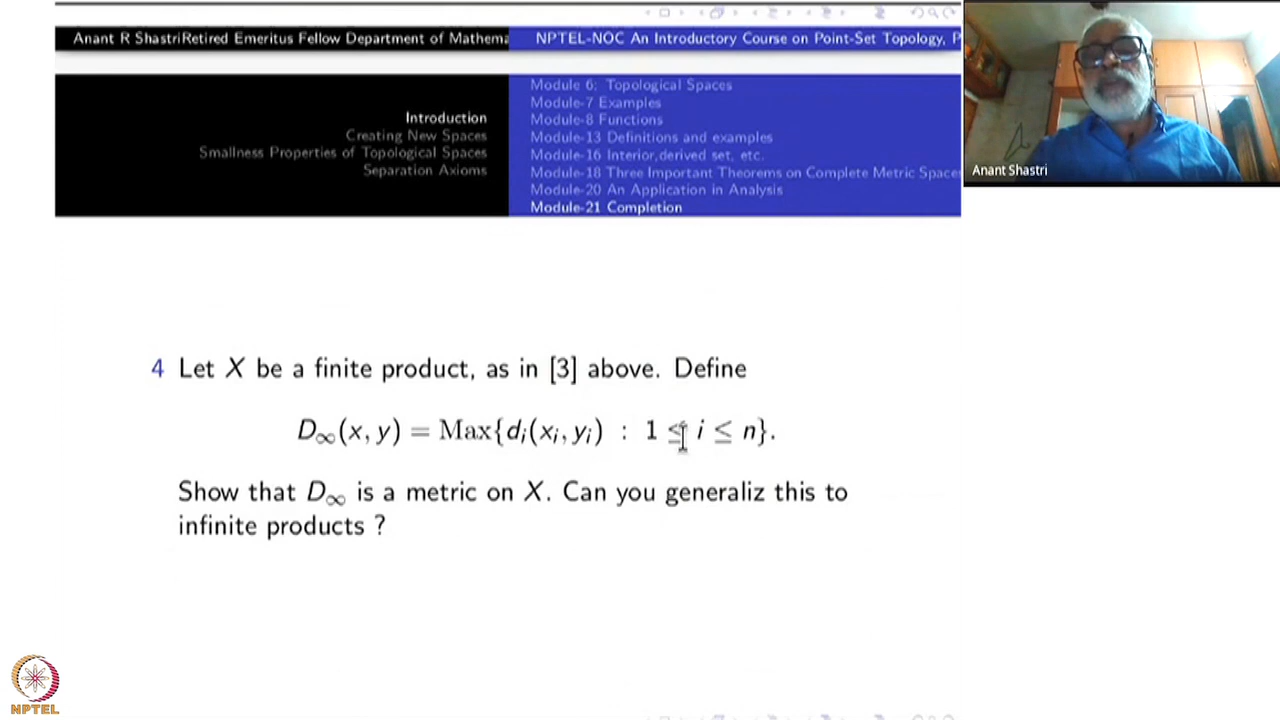 Anant R Shastri Retired Emeritus Fellow Department of Mathema
NPTEL-NOC An Introductory Course on Point-Set Topology, P
Introduction
Creating New Spaces
Smallness Properties of Topological Spaces
Separation Axioms
Module 6: Topological Spaces
Module-7 Examples
Module-8 Functions
Module-13 Definitions and examples
Module-16 Interior,derived set, etc.
Module-18 Three Important Theorems on Complete Metric Space
Module-20 An Application in Analysis
Module-21 Completion
Anant Shastri
4 Let X be a finite product, as in [3] above. Define
D∞(x, y) = Max{dᵢ(xᵢ, yᵢ) : 1 ≤ i ≤ n}.
Show that D∞ is a metric on X. Can you generaliz this to
infinite products ?
NPTEL